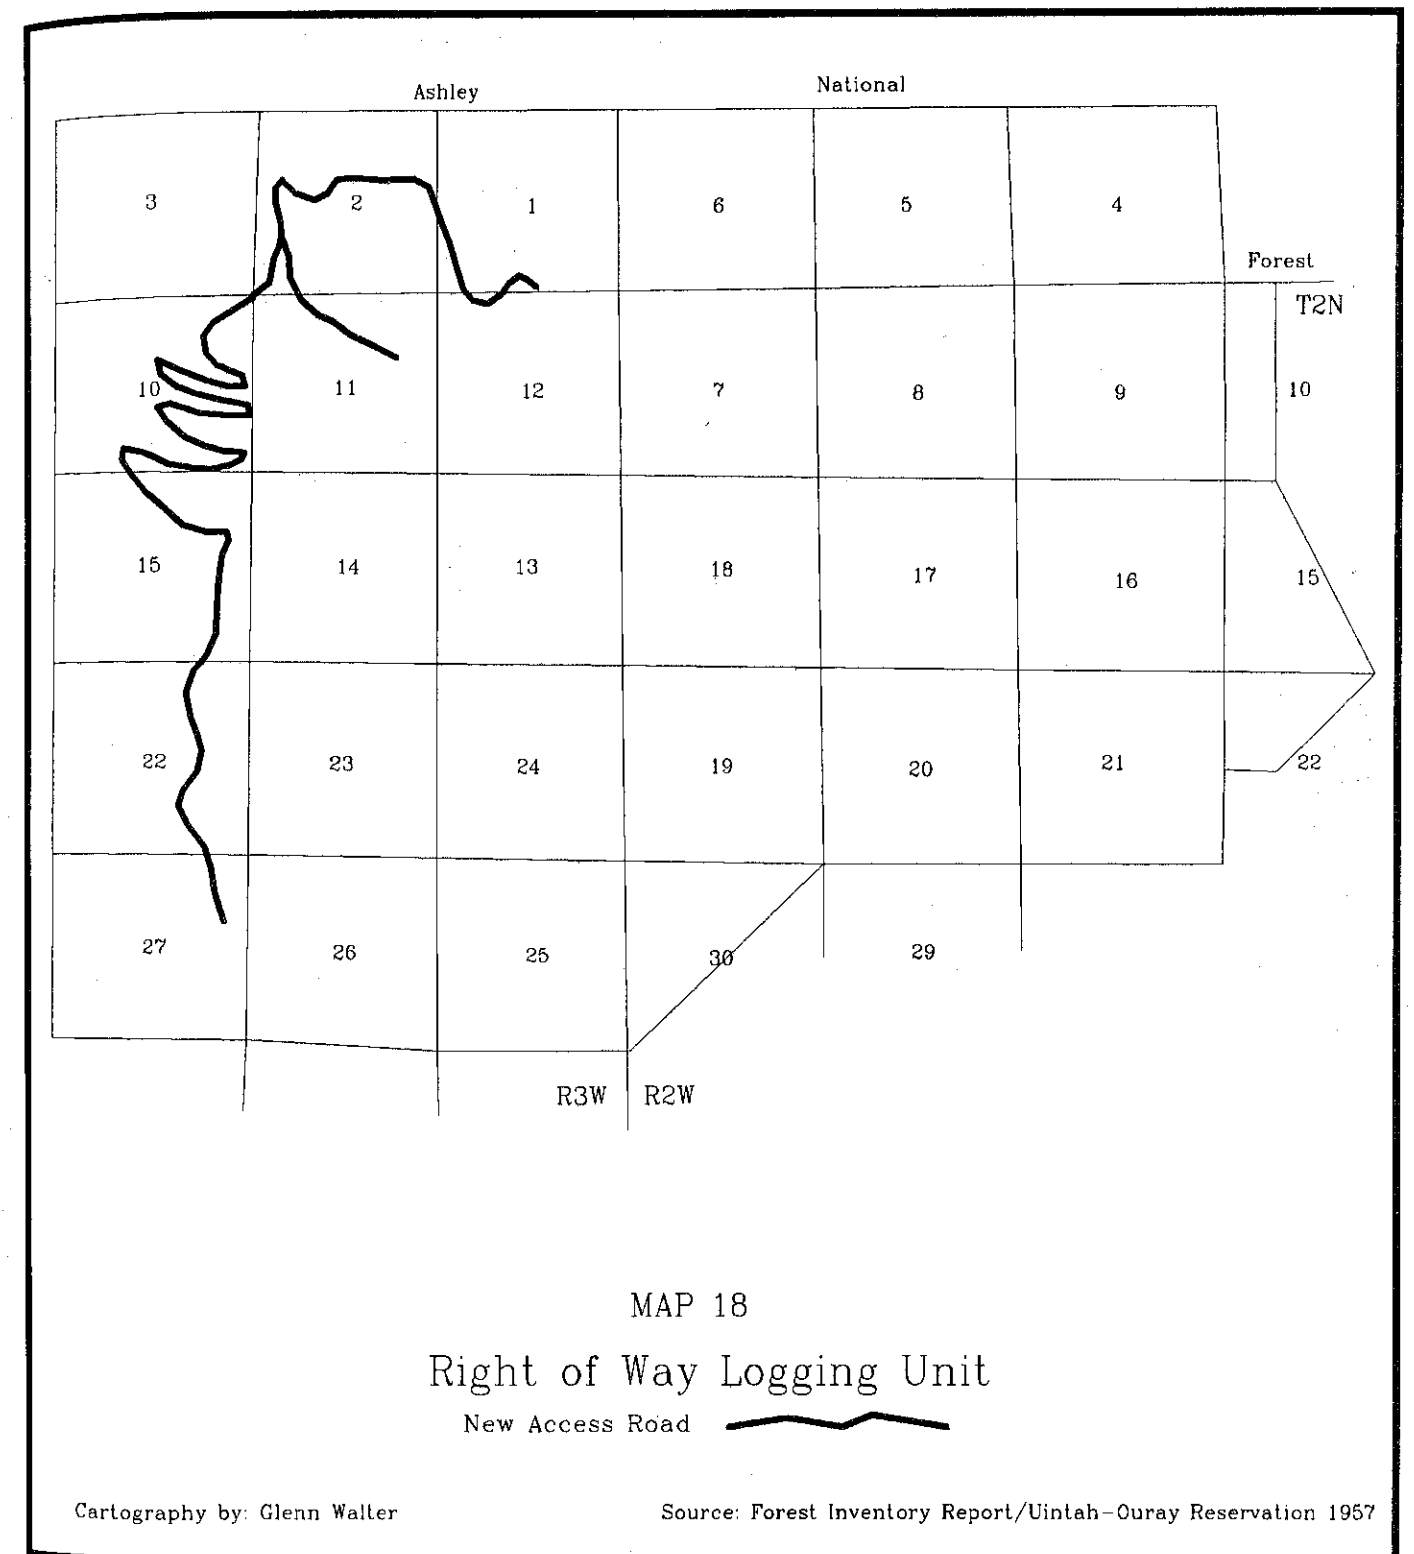 Ashley National
3 2 1 6 5 4
Forest
T2N
10 11 12 7 8 9 10
15 14 13 18 17 16 15
22 23 24 19 20 21 22
27 26 25 30 29
R3W R2W
MAP 18
Right of Way Logging Unit
New Access Road
Cartography by: Glenn Walter
Source: Forest Inventory Report/Uintah-Ouray Reservation 1957